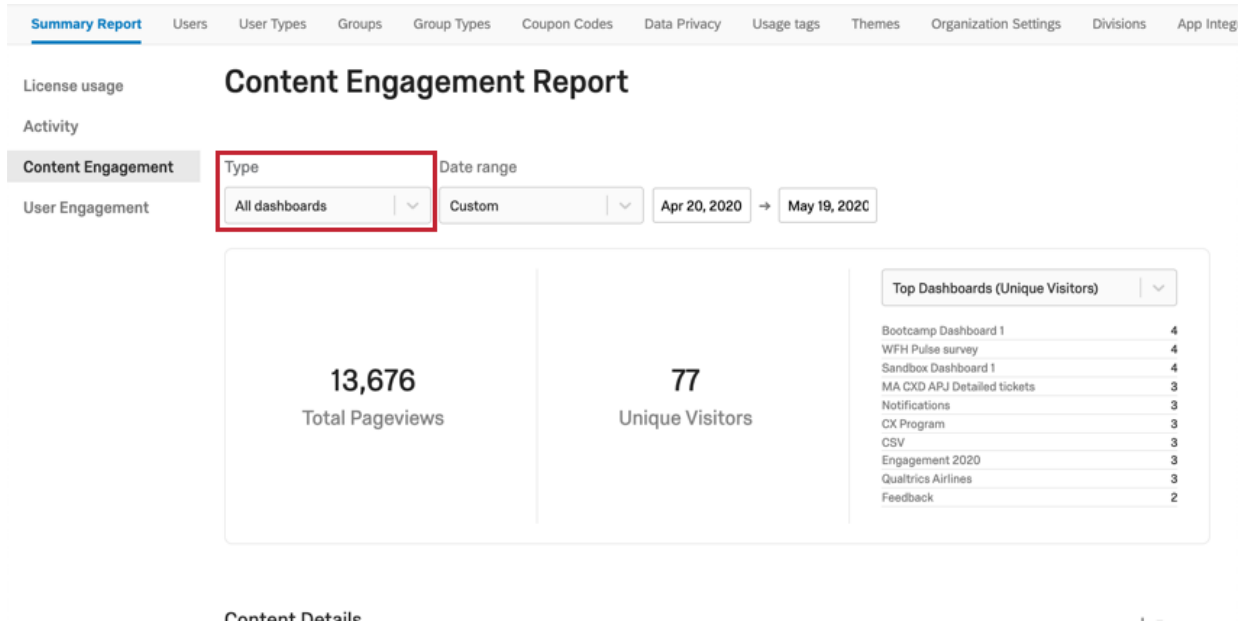 Summary Report Users User Types Groups Group Types Coupon Codes Data Privacy Usage tags Themes Organization Settings Divisions App Integ
License usage
Activity
Content Engagement
User Engagement
Content Engagement Report
Type Date range
All dashboards Custom Apr 20, 2020 → May 19, 2020
13,676
Total Pageviews
77
Unique Visitors
Top Dashboards (Unique Visitors)
Bootcamp Dashboard 1 4
WFH Pulse survey 4
Sandbox Dashboard 1 4
MA CXD APJ Detailed tickets 3
Notifications 3
CX Program 3
CSV 3
Engagement 2020 3
Qualtrics Airlines 3
Feedback 2
Content Details